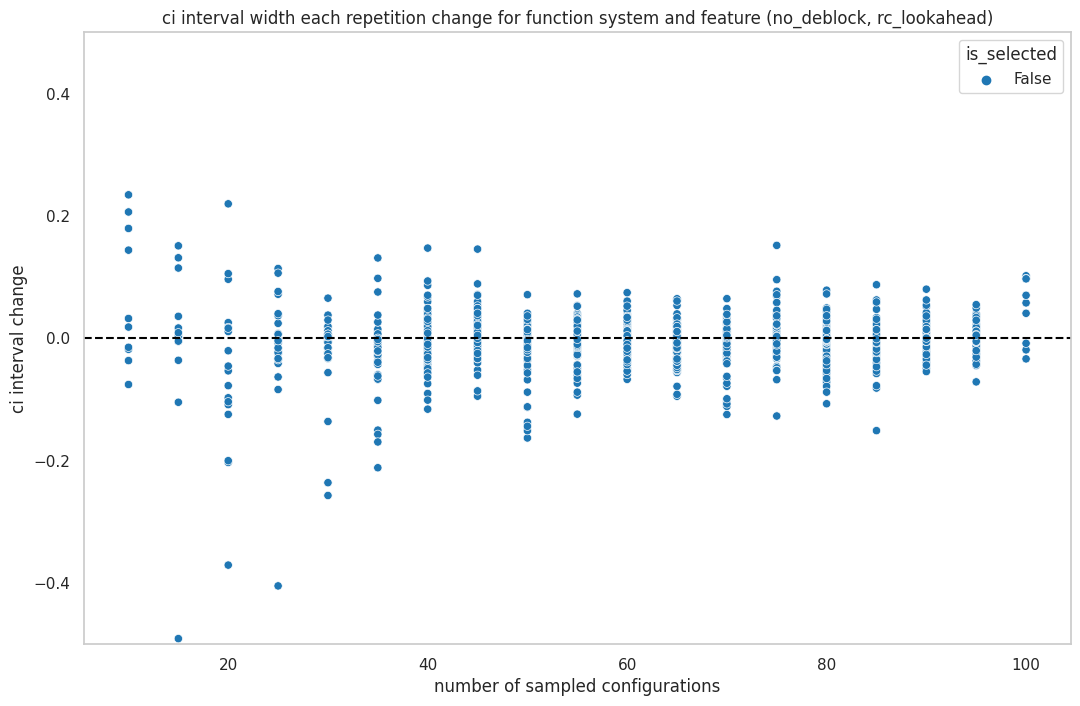 ci interval width each repetition change for function system and feature (no_deblock, rc_lookahead)
is_selected
False
ci interval change
0.4
0.2
0.0
−0.2
−0.4
20 40 60 80 100
number of sampled configurations